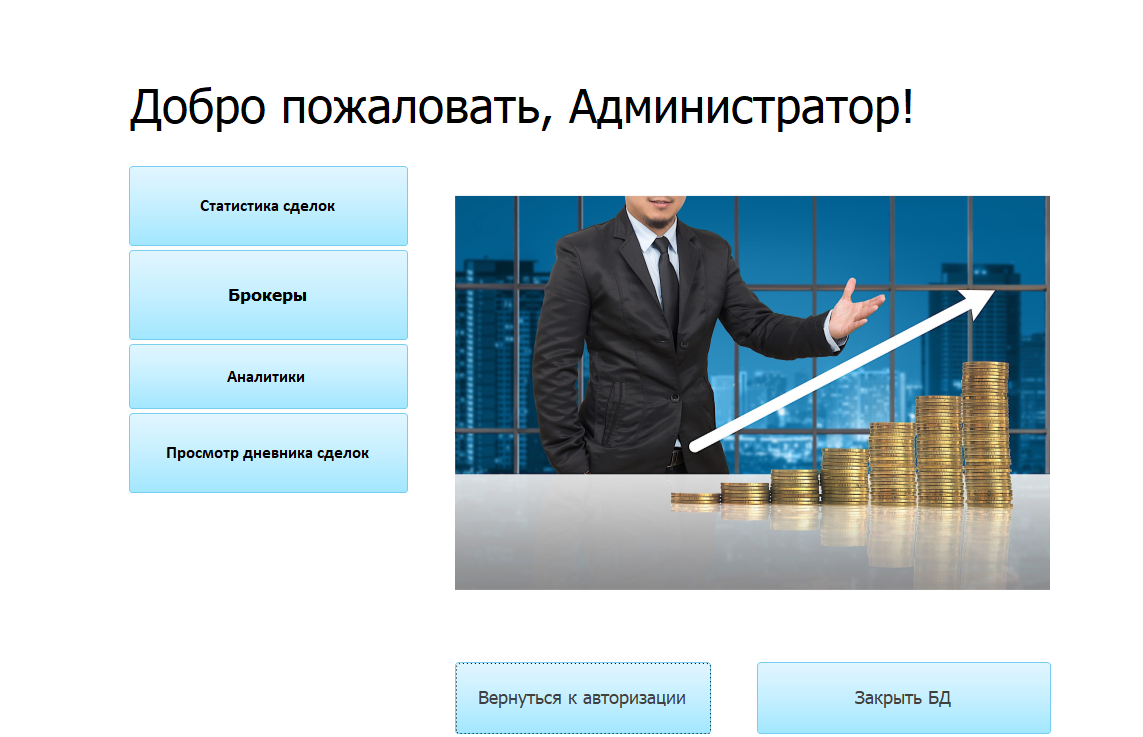 Добро пожаловать, Администратор!
Статистика сделок
Брокеры
Аналитики
Просмотр дневника сделок
Вернуться к авторизации
Закрыть БД